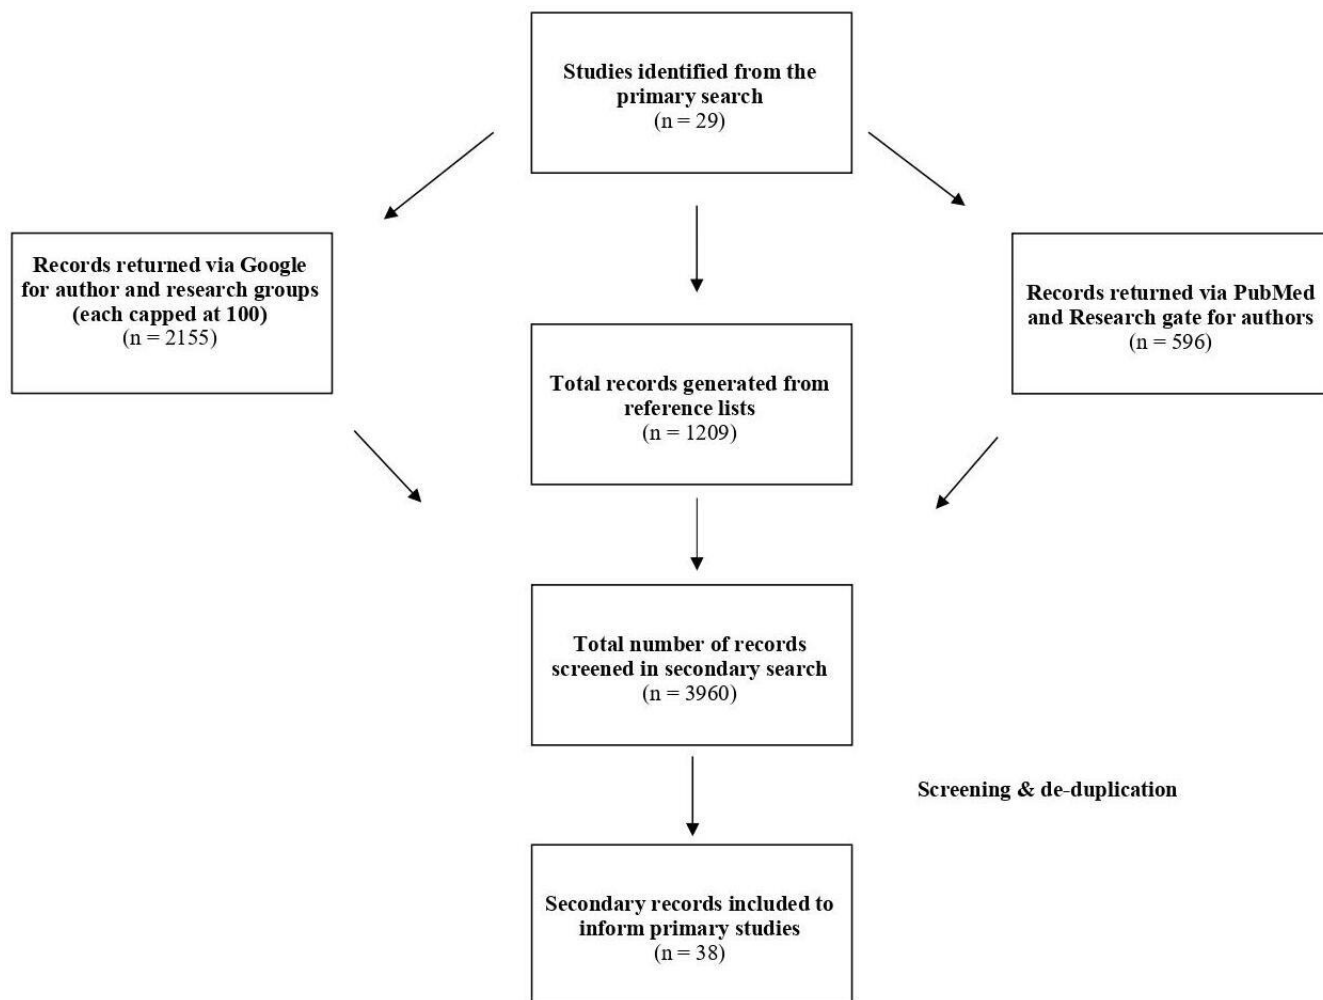 Studies identified from the
primary search
(n = 29)
Records returned via Google
for author and research groups
(each capped at 100)
(n = 2155)
Records returned via PubMed
and Research gate for authors
(n = 596)
Total records generated from
reference lists
(n = 1209)
Total number of records
screened in secondary search
(n = 3960)
Screening & de-duplication
Secondary records included to
inform primary studies
(n = 38)